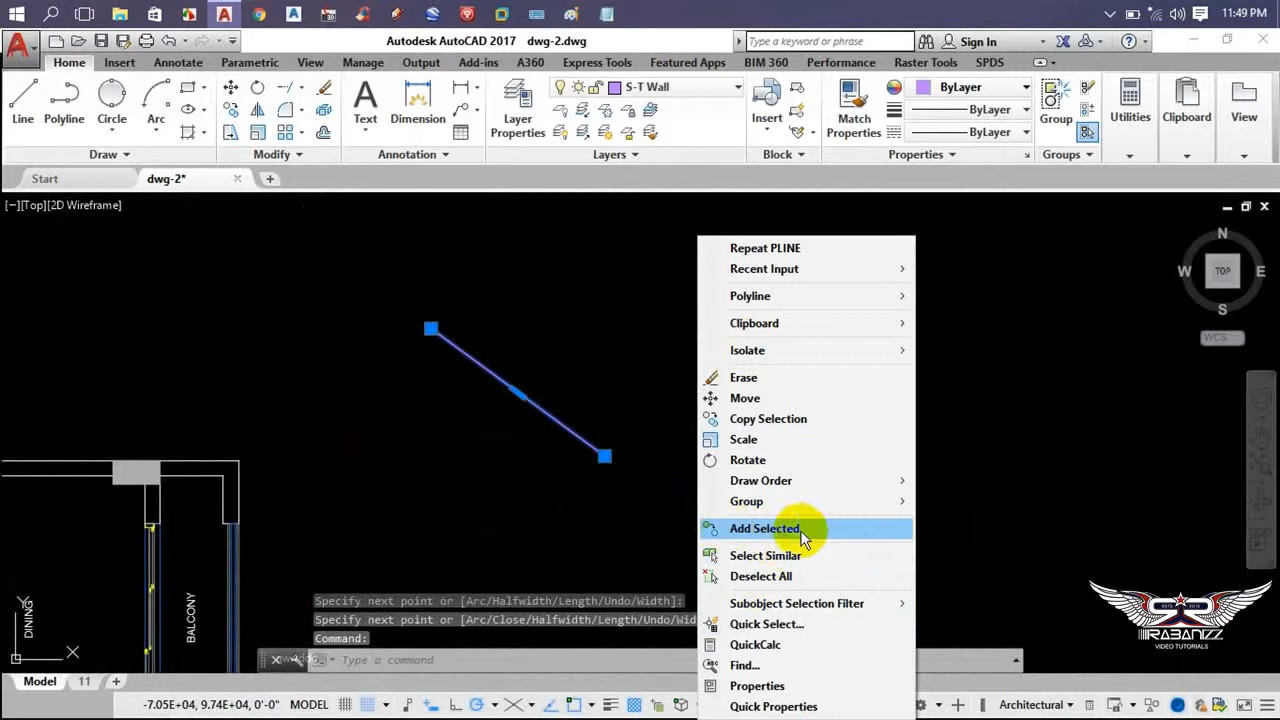 11:49 PM
Autodesk AutoCAD 2017 dwg-2.dwg
Type a keyword or phrase
Sign In
Home Insert Annotate Parametric View Manage Output Add-ins A360 Express Tools Featured Apps BIM 360 Performance Raster Tools SPDS
S-T Wall
ByLayer
ByLayer
ByLayer
Line Polyline Circle Arc Text Dimension Layer Properties Insert Match Properties Group Utilities Clipboard View
Draw Modify Annotation Layers Block Properties Groups
Start dwg-2*
[−][Top][2D Wireframe]
N
W TOP E
S
WCS
Repeat PLINE
Recent Input
Polyline
Clipboard
Isolate
Erase
Move
Copy Selection
Scale
Rotate
Draw Order
Group
Add Selected
Select Similar
Deselect All
Subobject Selection Filter
Quick Select...
QuickCalc
Find...
Properties
Quick Properties
DINING
BALCONY
Y
X
Specify next point or [Arc/Halfwidth/Length/Undo/Width]:
Specify next point or [Arc/Close/Halfwidth/Length/Undo/Wid
Command:
Type a command
RABANIZZ
VIDEO TUTORIALS
Model 11
-7.05E+04, 9.74E+04, 0'-0" MODEL
Architectural